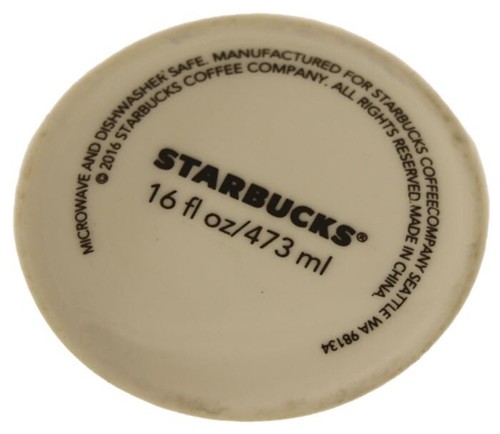 MICROWAVE AND DISHWASHER SAFE. MANUFACTURED FOR STARBUCKS COFFEECOMPANY SEATTLE WA 98134
© 2016 STARBUCKS COFFEE COMPANY. ALL RIGHTS RESERVED. MADE IN CHINA.
STARBUCKS®
16 fl oz/473 ml